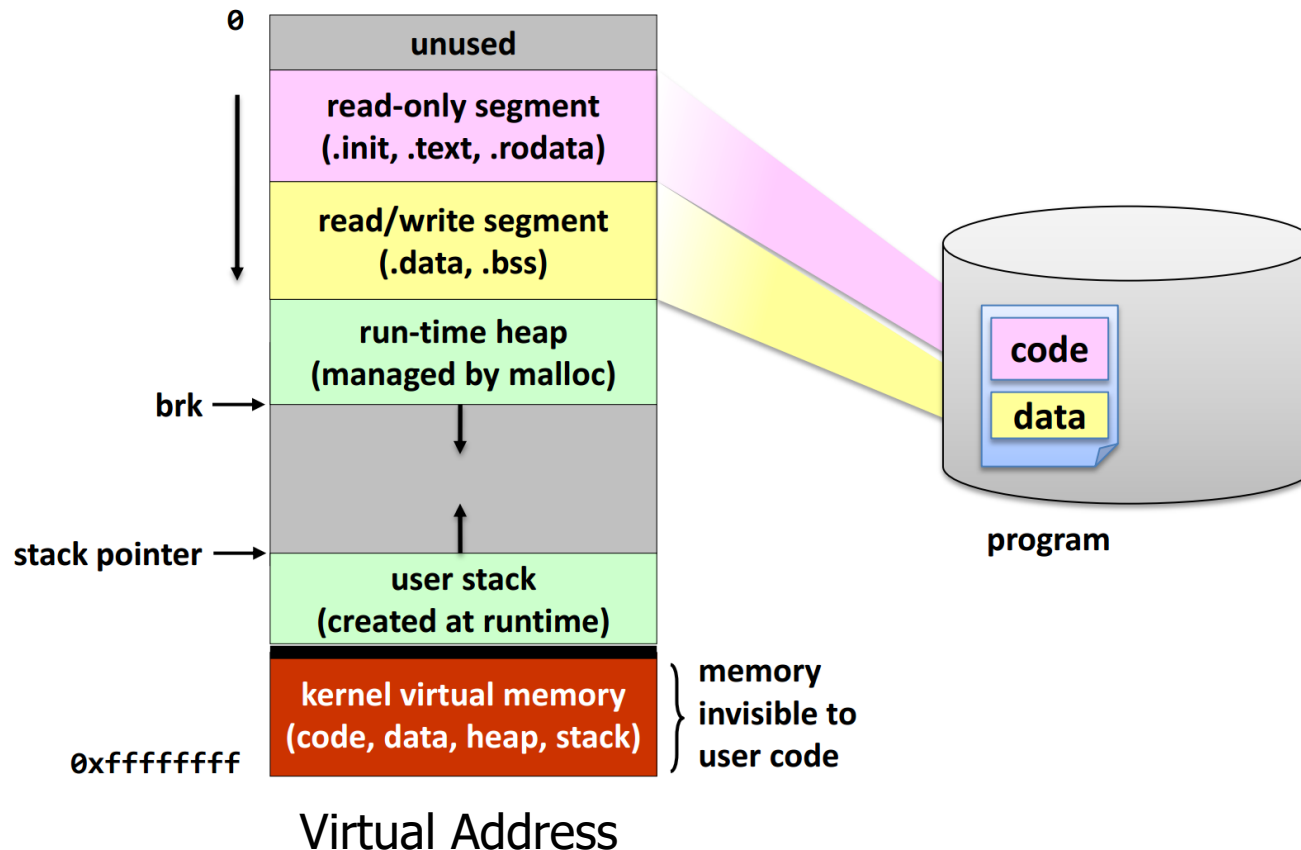 0
unused
read-only segment
(.init, .text, .rodata)
read/write segment
(.data, .bss)
run-time heap
(managed by malloc)
brk
stack pointer
user stack
(created at runtime)
kernel virtual memory
(code, data, heap, stack)
0xffffffff
memory
invisible to
user code
code
data
program
Virtual Address